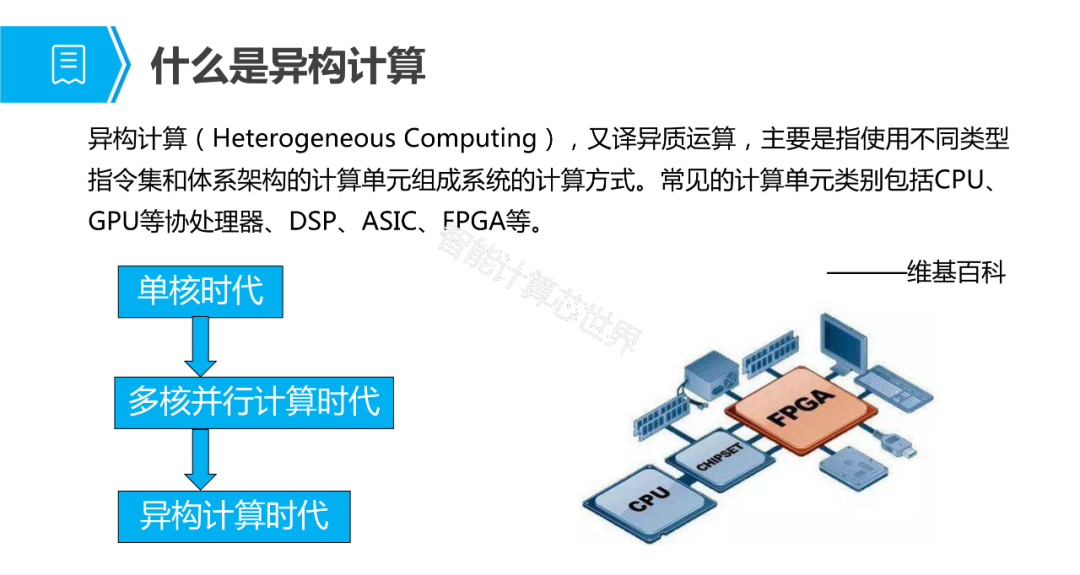 什么是异构计算
异构计算（Heterogeneous Computing），又译异质运算，主要是指使用不同类型
指令集和体系架构的计算单元组成系统的计算方式。常见的计算单元类别包括CPU、
GPU等协处理器、DSP、ASIC、FPGA等。
———维基百科
智能计算芯世界
单核时代
多核并行计算时代
异构计算时代
FPGA
CHIPSET
CPU